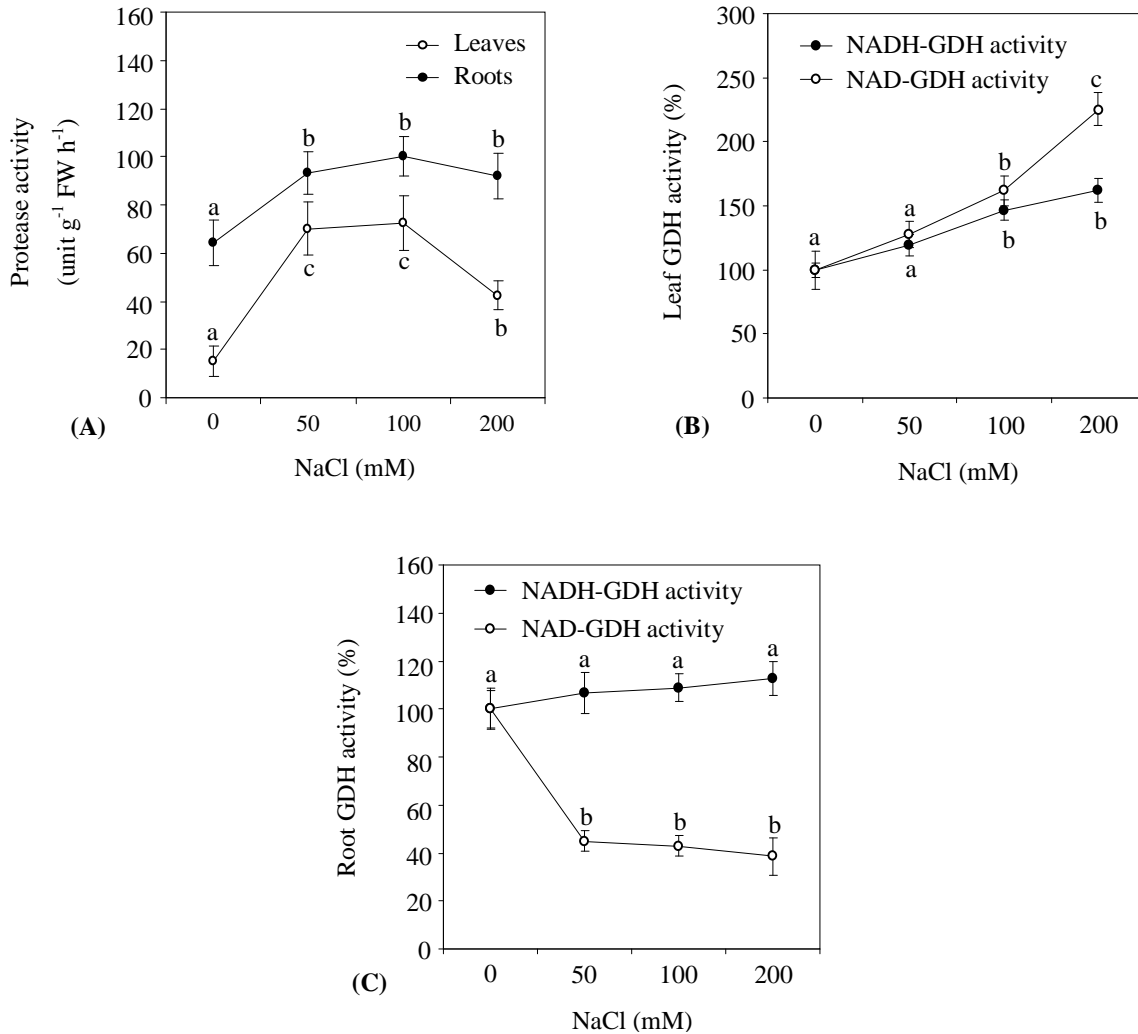 160
140
120
100
80
60
40
20
0
Protease activity
(unit g⁻¹ FW h⁻¹)
Leaves
Roots
a
b
b
b
a
c
c
b
0 50 100 200
(A)
NaCl (mM)
300
250
200
150
100
50
0
Leaf GDH activity (%)
NADH-GDH activity
NAD-GDH activity
c
b
a
a
a
b
b
0 50 100 200
(B)
NaCl (mM)
160
140
120
100
80
60
40
20
0
Root GDH activity (%)
NADH-GDH activity
NAD-GDH activity
a
a
a
a
b
b
b
0 50 100 200
(C)
NaCl (mM)